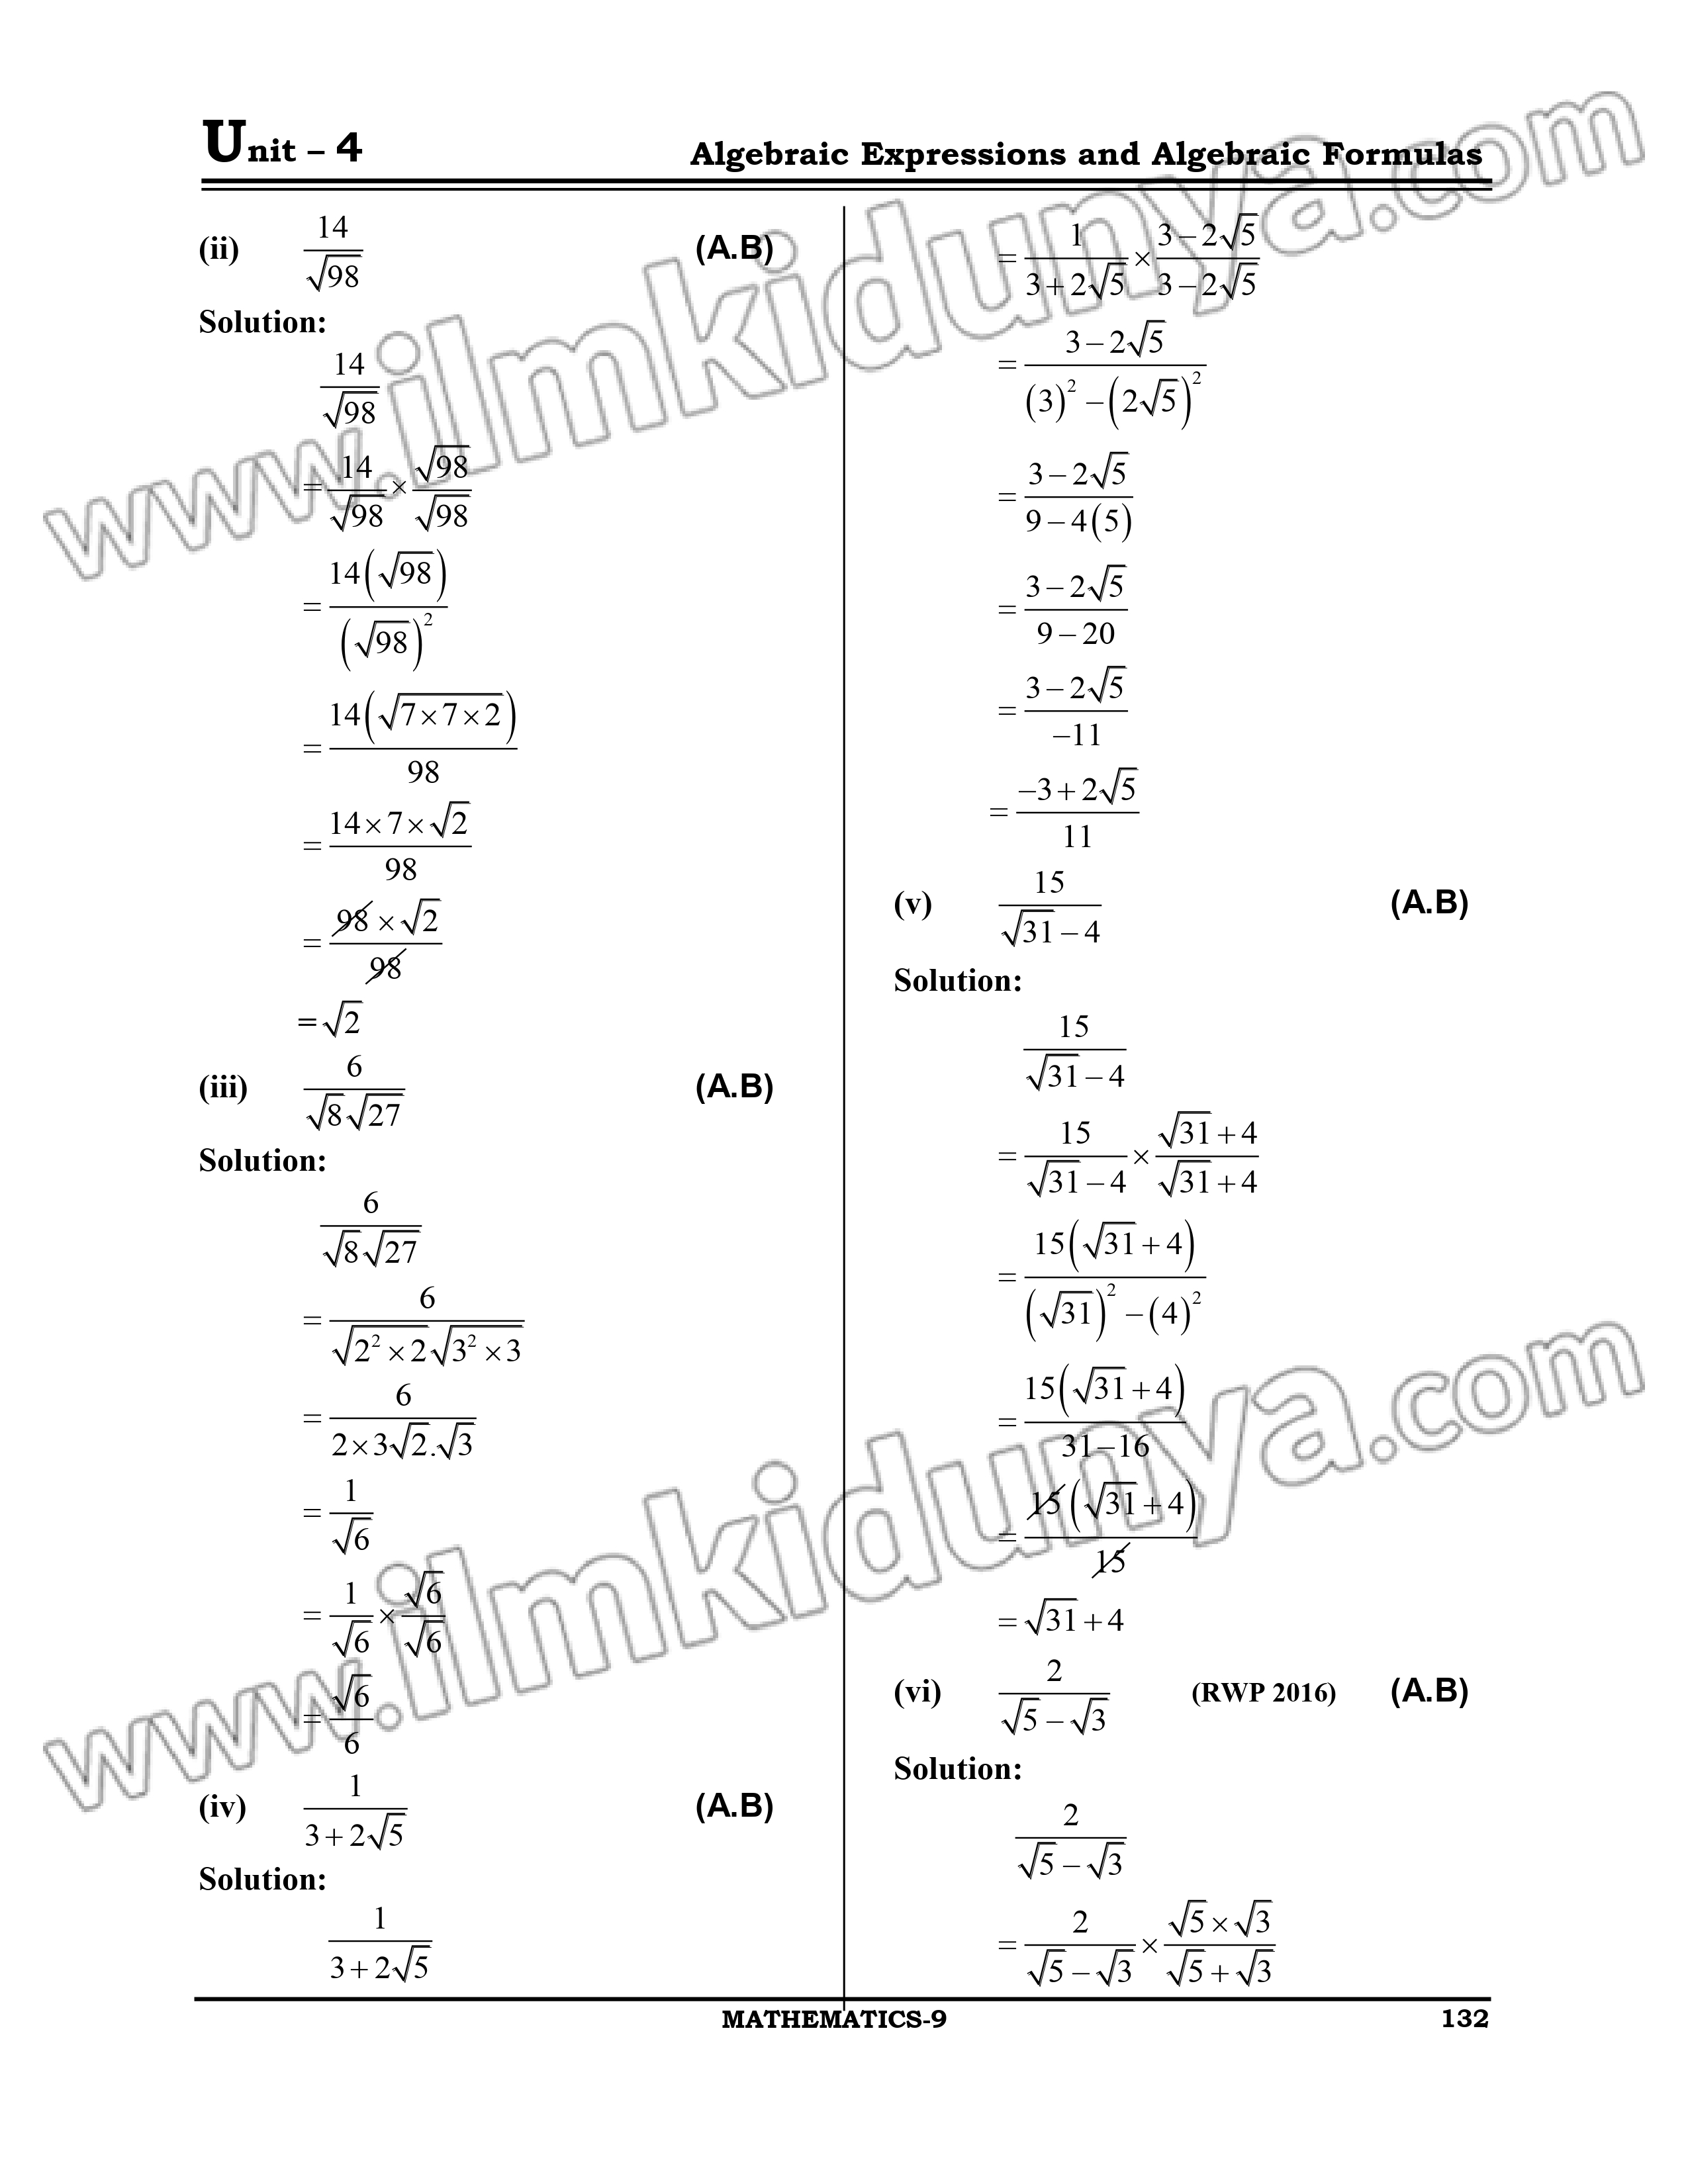 Unit – 4
Algebraic Expressions and Algebraic Formulas
(ii) 14/√98 (A.B)
Solution:
14/√98
= 14/√98 × √98/√98
= 14(√98)/(√98)²
= 14(√7×7×2)/98
= 14×7×√2/98
= 98×√2/98
= √2
(iii) 6/√8√27 (A.B)
Solution:
6/√8√27
= 6/√2²×2√3²×3
= 6/2×3√2.√3
= 1/√6
= 1/√6 × √6/√6
= √6/6
(iv) 1/3+2√5 (A.B)
Solution:
1/3+2√5
= 1/3+2√5 × 3−2√5/3−2√5
= 3−2√5/(3)²−(2√5)²
= 3−2√5/9−4(5)
= 3−2√5/9−20
= 3−2√5/−11
= −3+2√5/11
(v) 15/√31−4 (A.B)
Solution:
15/√31−4
= 15/√31−4 × √31+4/√31+4
= 15(√31+4)/(√31)²−(4)²
= 15(√31+4)/31−16
= 15(√31+4)/15
= √31+4
(vi) 2/√5−√3 (RWP 2016) (A.B)
Solution:
2/√5−√3
= 2/√5−√3 × √5×√3/√5+√3
MATHEMATICS-9
132
www.ilmkidunya.com
www.ilmkidunya.com